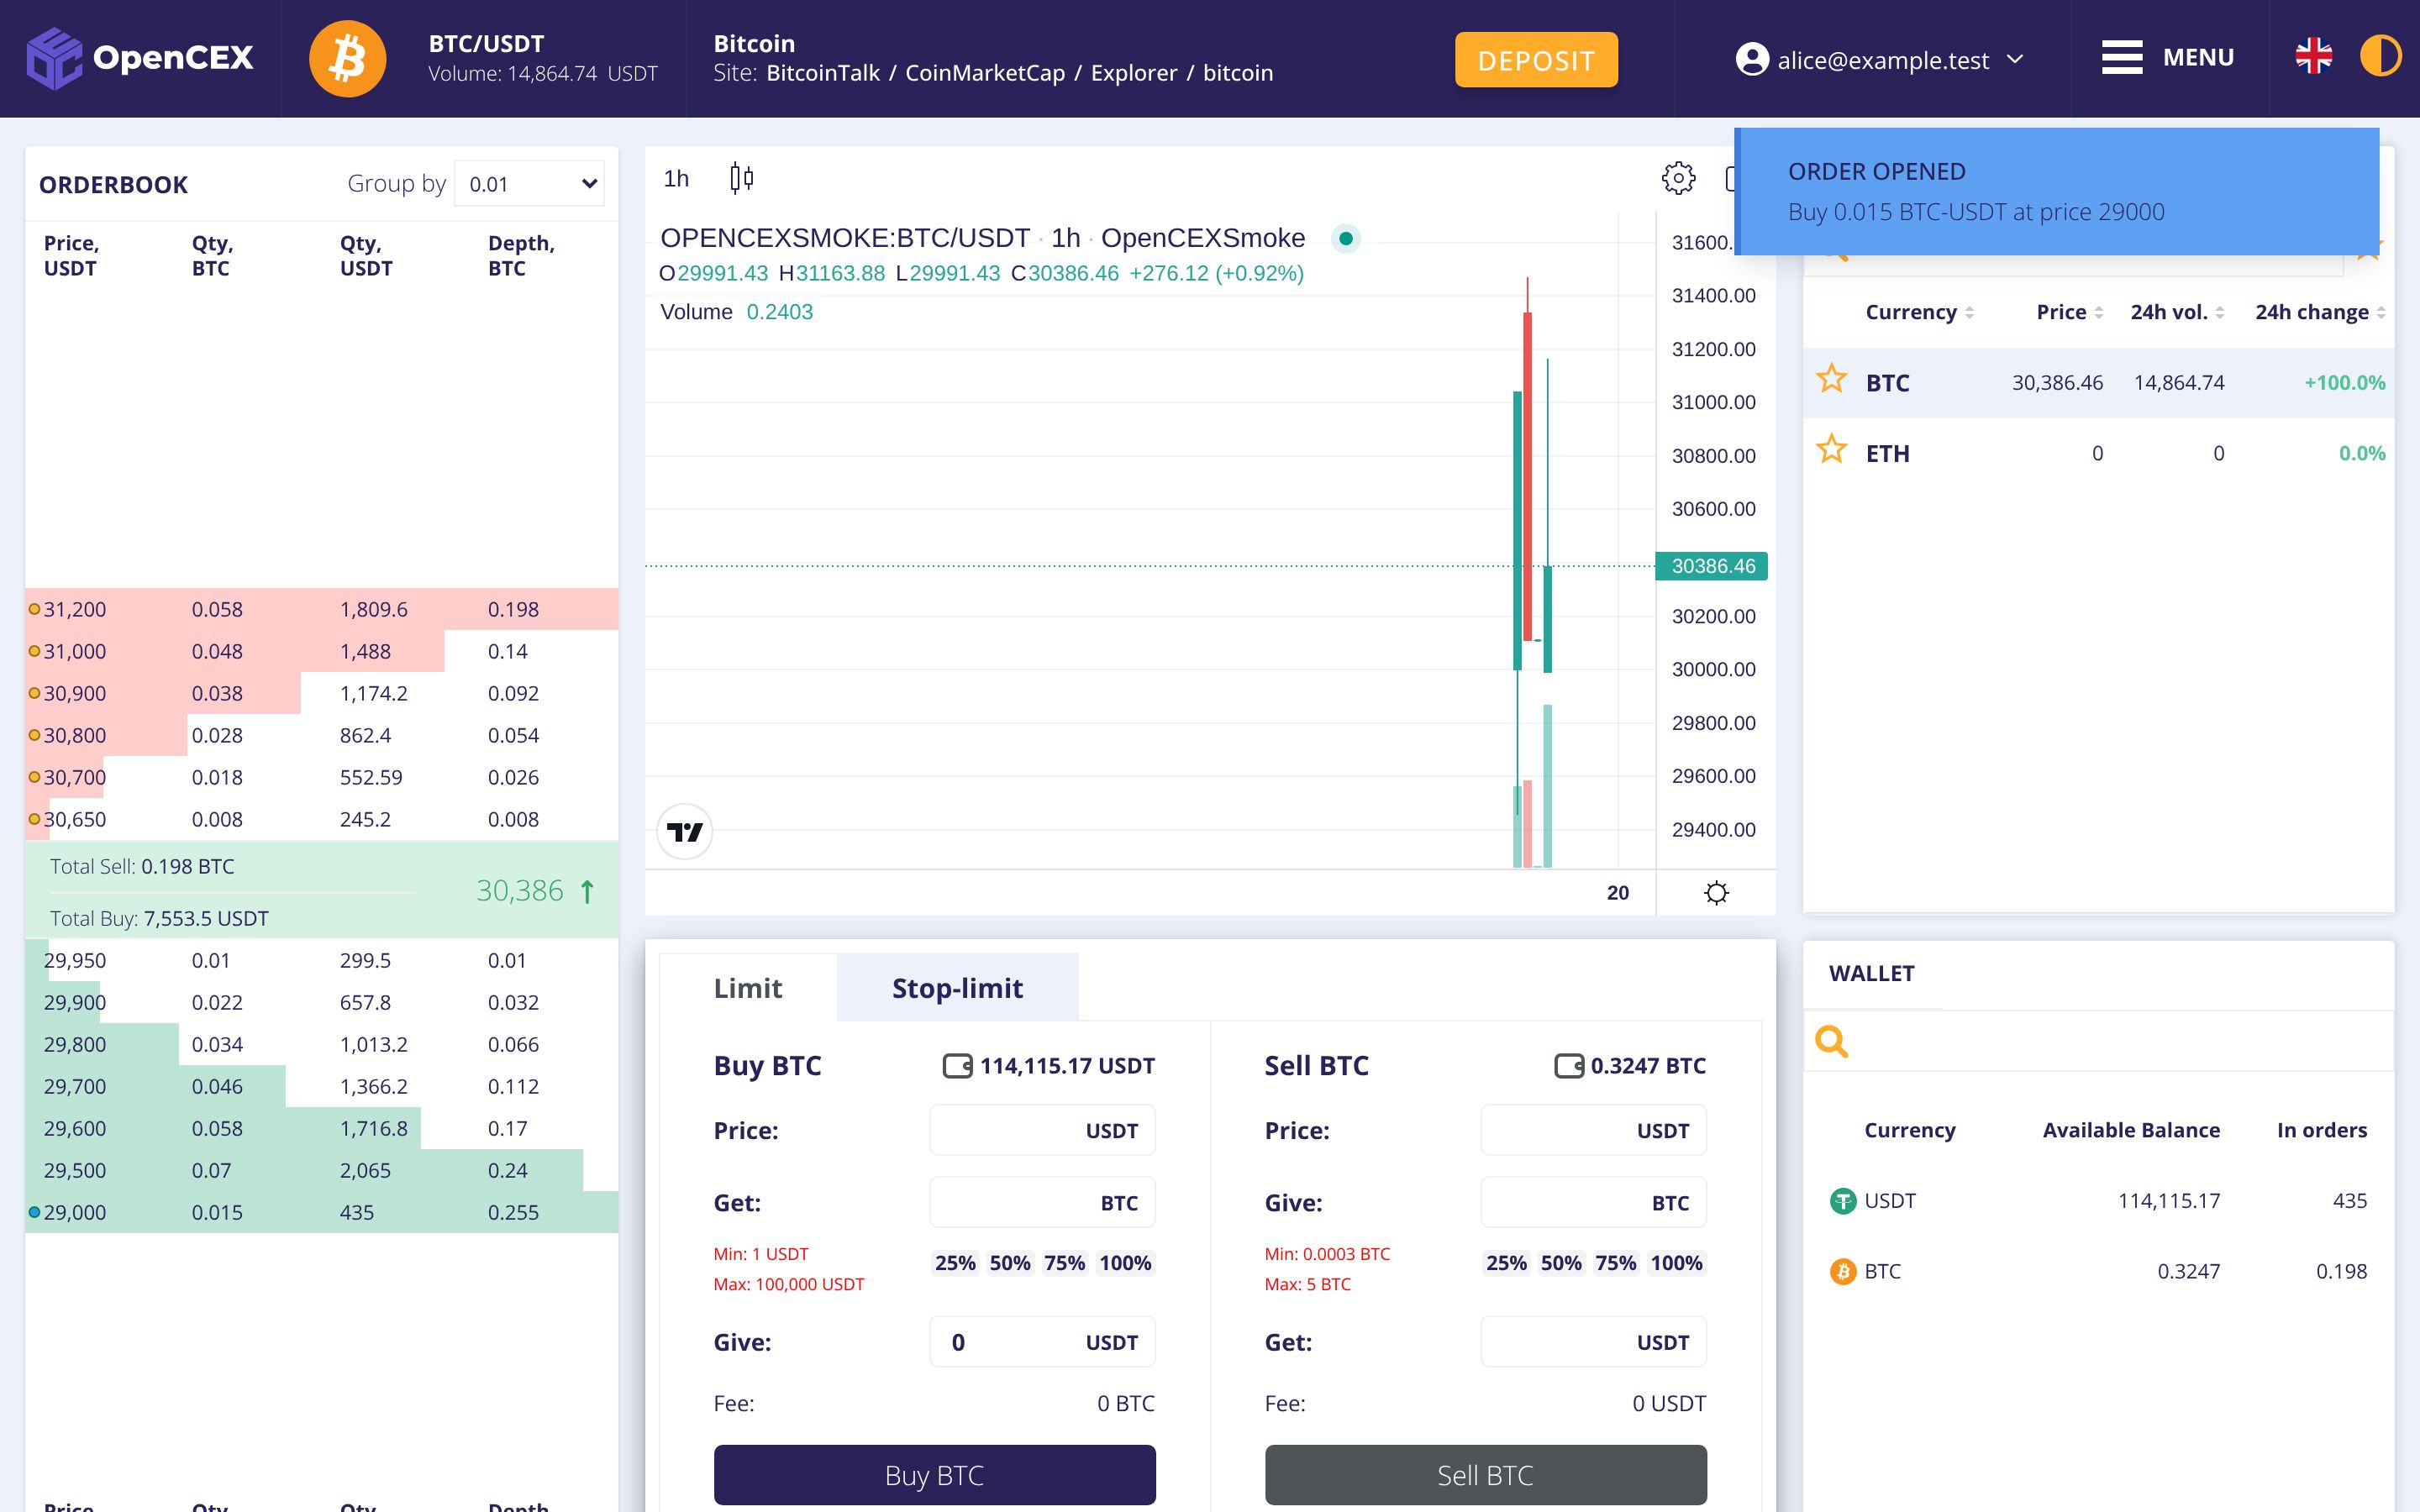 OpenCEX
BTC/USDT
Volume: 14,864.74 USDT
Bitcoin
Site: BitcoinTalk / CoinMarketCap / Explorer / bitcoin
DEPOSIT
alice@example.test
MENU
ORDER OPENED
Buy 0.015 BTC-USDT at price 29000
ORDERBOOK
Group by 0.01
Price, USDT Qty, BTC Qty, USDT Depth, BTC
31,200 0.058 1,809.6 0.198
31,000 0.048 1,488 0.14
30,900 0.038 1,174.2 0.092
30,800 0.028 862.4 0.054
30,700 0.018 552.59 0.026
30,650 0.008 245.2 0.008
Total Sell: 0.198 BTC
30,386 ↑
Total Buy: 7,553.5 USDT
29,950 0.01 299.5 0.01
29,900 0.022 657.8 0.032
29,800 0.034 1,013.2 0.066
29,700 0.046 1,366.2 0.112
29,600 0.058 1,716.8 0.17
29,500 0.07 2,065 0.24
29,000 0.015 435 0.255
Price, Qty, Qty, Depth,
1h
OPENCEXSMOKE:BTC/USDT · 1h · OpenCEXSmoke
O29991.43 H31163.88 L29991.43 C30386.46 +276.12 (+0.92%)
Volume 0.2403
31600.
31400.00
31200.00
31000.00
30800.00
30600.00
30386.46
30200.00
30000.00
29800.00
29600.00
29400.00
20
Limit Stop-limit
Buy BTC 114,115.17 USDT
Price: USDT
Get: BTC
Min: 1 USDT
Max: 100,000 USDT
25% 50% 75% 100%
Give: 0 USDT
Fee: 0 BTC
Buy BTC
Sell BTC 0.3247 BTC
Price: USDT
Give: BTC
Min: 0.0003 BTC
Max: 5 BTC
25% 50% 75% 100%
Get: USDT
Fee: 0 USDT
Sell BTC
Currency Price 24h vol. 24h change
BTC 30,386.46 14,864.74 +100.0%
ETH 0 0 0.0%
WALLET
Currency Available Balance In orders
USDT 114,115.17 435
BTC 0.3247 0.198